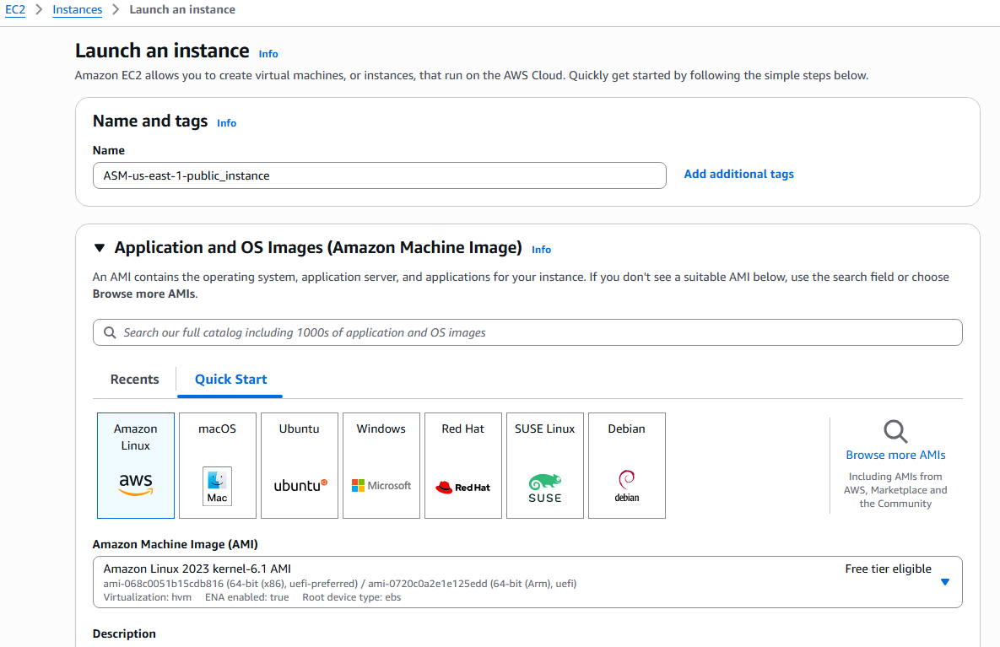 EC2 > Instances > Launch an instance
Launch an instance Info
Amazon EC2 allows you to create virtual machines, or instances, that run on the AWS Cloud. Quickly get started by following the simple steps below.
Name and tags Info
Name
ASM-us-east-1-public_instance
Add additional tags
Application and OS Images (Amazon Machine Image) Info
An AMI contains the operating system, application server, and applications for your instance. If you don't see a suitable AMI below, use the search field or choose
Browse more AMIs.
Search our full catalog including 1000s of application and OS images
Recents
Quick Start
Amazon
Linux
aws
macOS
Mac
Ubuntu
ubuntu
Windows
Microsoft
Red Hat
Red Hat
SUSE Linux
SUSE
Debian
debian
Browse more AMIs
Including AMIs from
AWS, Marketplace and
the Community
Amazon Machine Image (AMI)
Amazon Linux 2023 kernel-6.1 AMI
Free tier eligible
ami-068c0051b15cdb816 (64-bit (x86), uefi-preferred) / ami-0720c0a2e1e125edd (64-bit (Arm), uefi)
Virtualization: hvm ENA enabled: true Root device type: ebs
Description